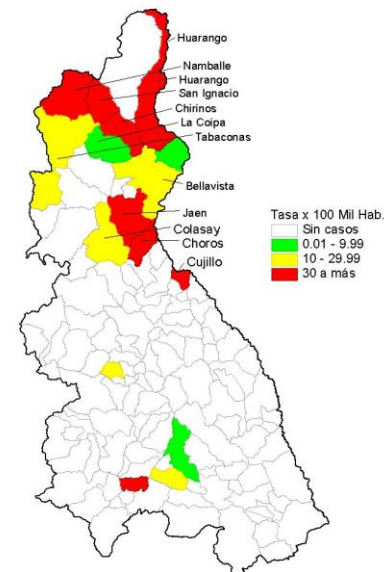 Huarango
Namballe
Huarango
San Ignacio
Chirinos
La Coipa
Tabaconas
Bellavista
Jaen
Colasay
Choros
Cujillo
Tasa x 100 Mil Hab.
Sin casos
0.01 - 9.99
10 - 29.99
30 a más